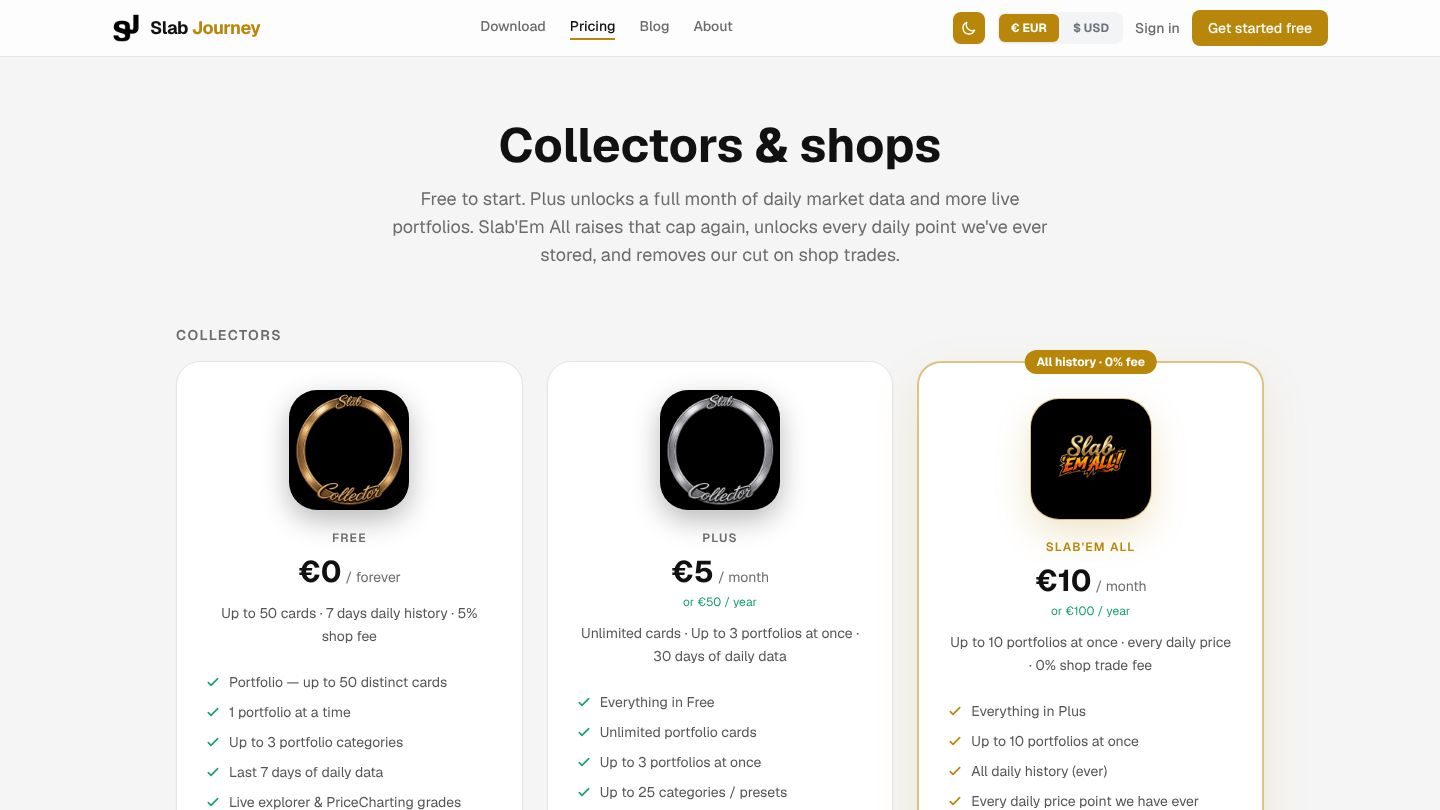 Slab Journey
Download
Pricing
Blog
About
€ EUR
$ USD
Sign in
Get started free
Collectors & shops
Free to start. Plus unlocks a full month of daily market data and more live
portfolios. Slab'Em All raises that cap again, unlocks every daily point we've ever
stored, and removes our cut on shop trades.
COLLECTORS
Slab
Collector
FREE
€0 / forever
Up to 50 cards · 7 days daily history · 5%
shop fee
Portfolio — up to 50 distinct cards
1 portfolio at a time
Up to 3 portfolio categories
Last 7 days of daily data
Live explorer & PriceCharting grades
Slab
Collector
PLUS
€5 / month
or €50 / year
Unlimited cards · Up to 3 portfolios at once ·
30 days of daily data
Everything in Free
Unlimited portfolio cards
Up to 3 portfolios at once
Up to 25 categories / presets
All history · 0% fee
Slab
'EM ALL!
SLAB'EM ALL
€10 / month
or €100 / year
Up to 10 portfolios at once · every daily price
· 0% shop trade fee
Everything in Plus
Up to 10 portfolios at once
All daily history (ever)
Every daily price point we have ever